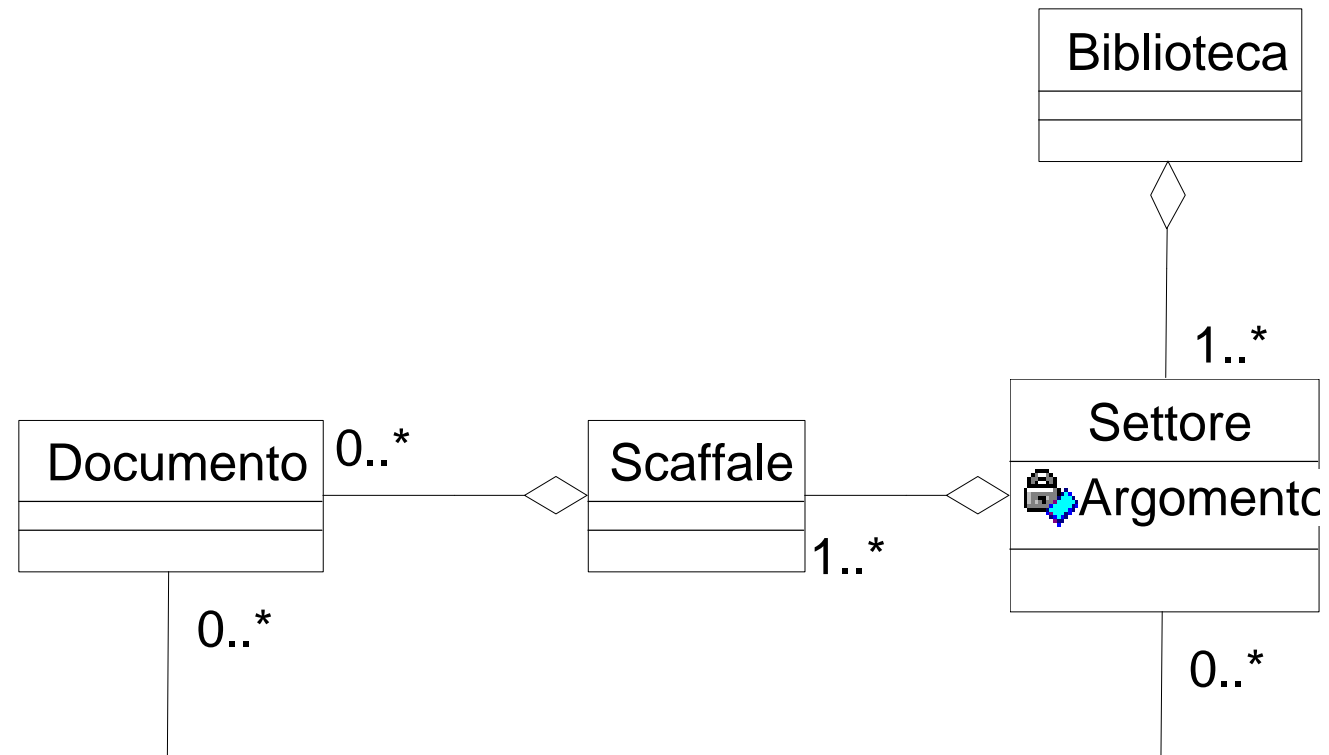 Biblioteca
1..*
Settore
Argomento
Documento
0..*
Scaffale
1..*
0..*
0..*